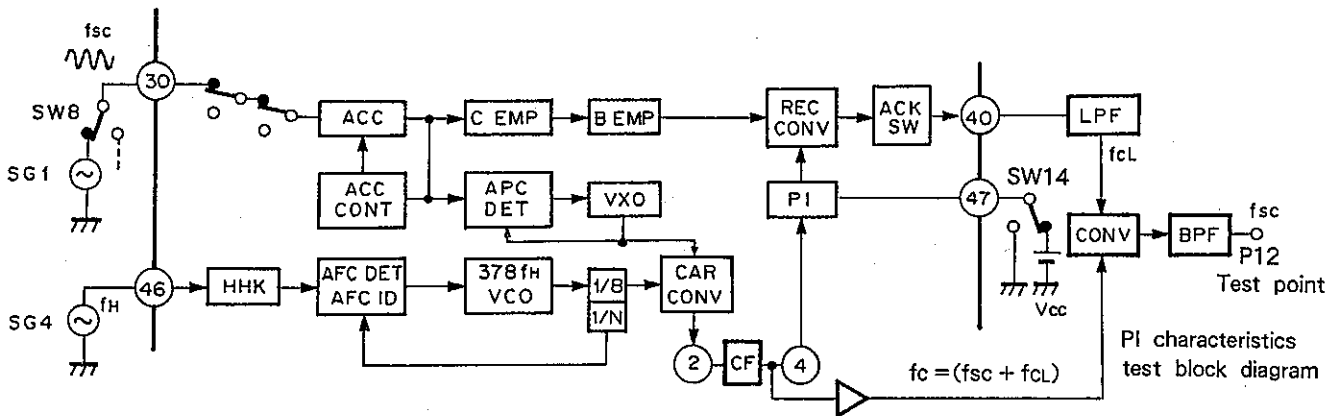 fsc
SW8
SG1
30
ACC
C EMP
B EMP
REC
CONV
ACK
SW
40
LPF
fcL
ACC
CONT
APC
DET
VXO
PI
47
SW14
CONV
BPF
fsc
P12
Test point
Vcc
SG4
fH
46
HHK
AFC DET
AFC ID
378fH
VCO
1/8
1/N
CAR
CONV
2
CF
4
fc=(fsc + fcL)
PI characteristics
test block diagram